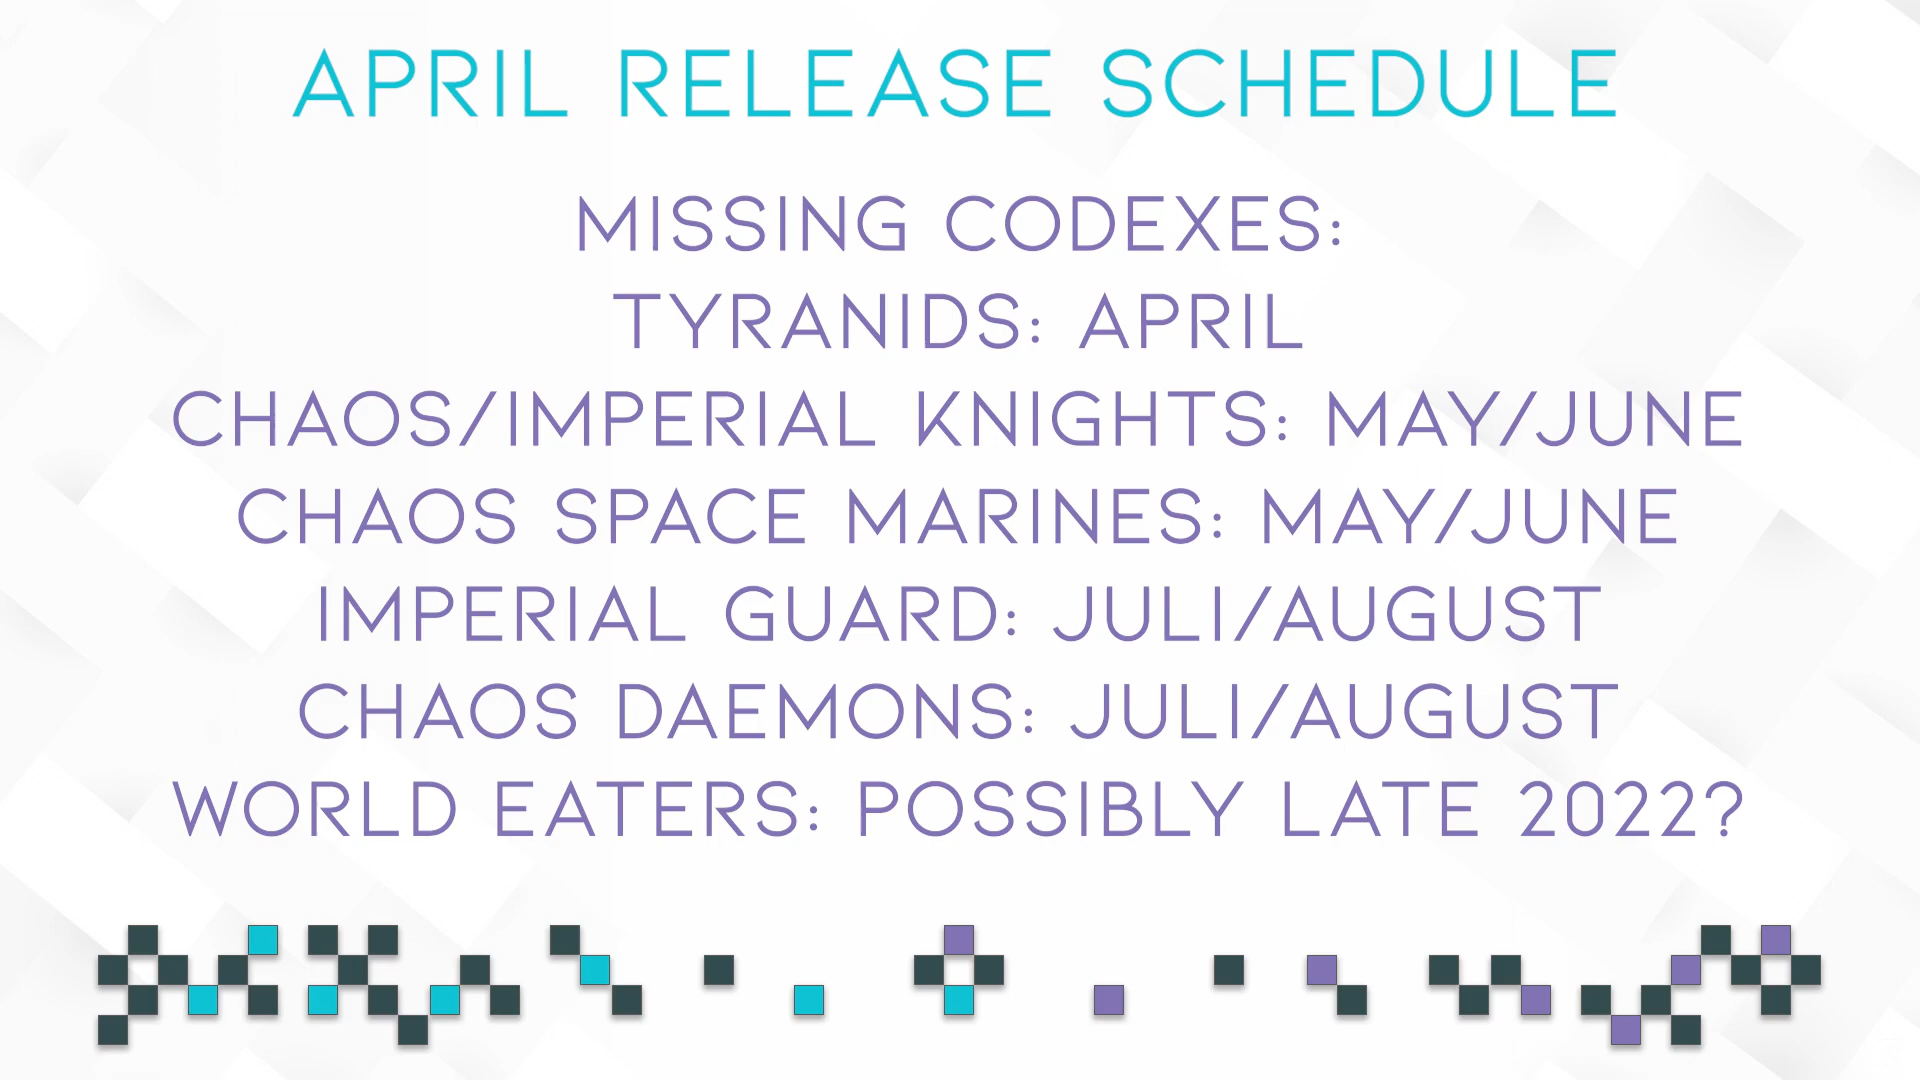 APRIL RELEASE SCHEDULE
MISSING CODEXES:
TYRANIDS: APRIL
CHAOS/IMPERIAL KNIGHTS: MAY/JUNE
CHAOS SPACE MARINES: MAY/JUNE
IMPERIAL GUARD: JULI/AUGUST
CHAOS DAEMONS: JULI/AUGUST
WORLD EATERS: POSSIBLY LATE 2022?